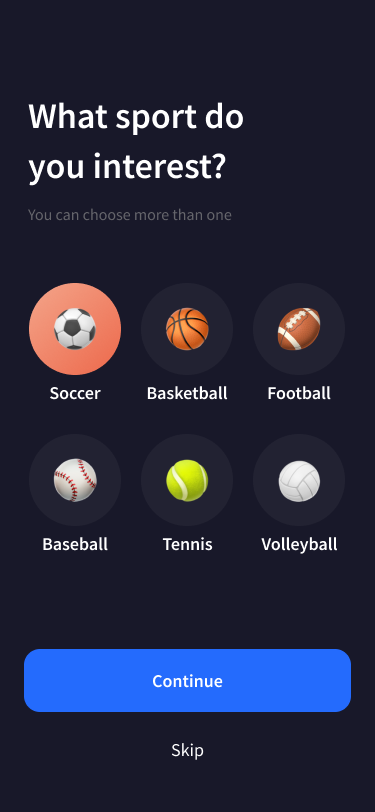 What sport do
you interest?
You can choose more than one
Soccer
Basketball
Football
Baseball
Tennis
Volleyball
Continue
Skip